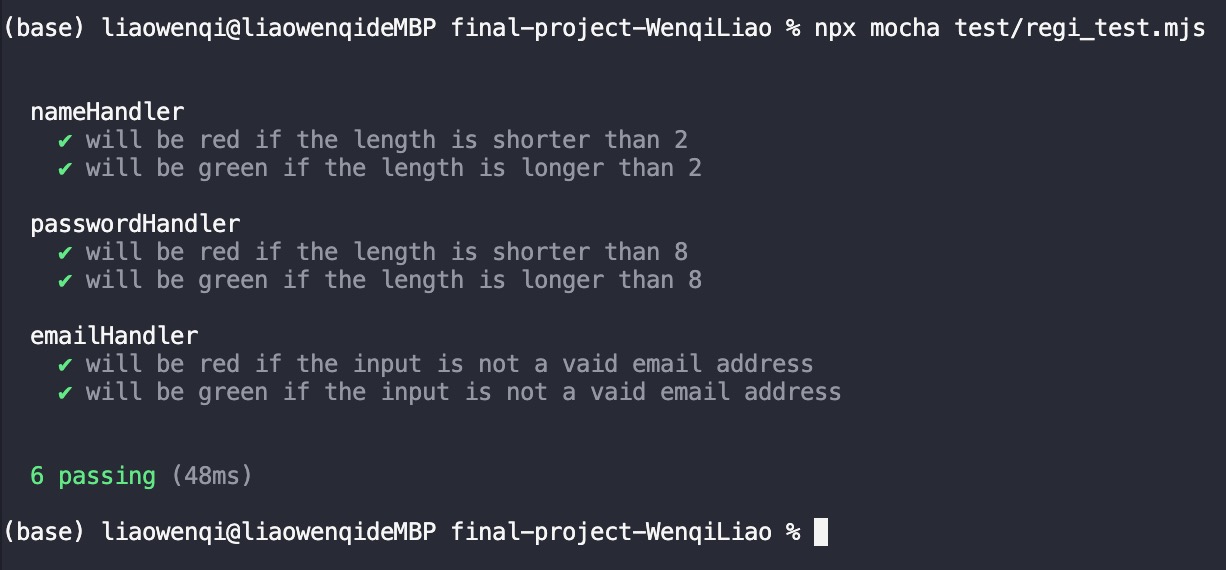 (base) liaowenqi@liaowenqideMBP final-project-WenqiLiao % npx mocha test/regi_test.mjs
nameHandler
✔ will be red if the length is shorter than 2
✔ will be green if the length is longer than 2
passwordHandler
✔ will be red if the length is shorter than 8
✔ will be green if the length is longer than 8
emailHandler
✔ will be red if the input is not a vaid email address
✔ will be green if the input is not a vaid email address
6 passing (48ms)
(base) liaowenqi@liaowenqideMBP final-project-WenqiLiao %